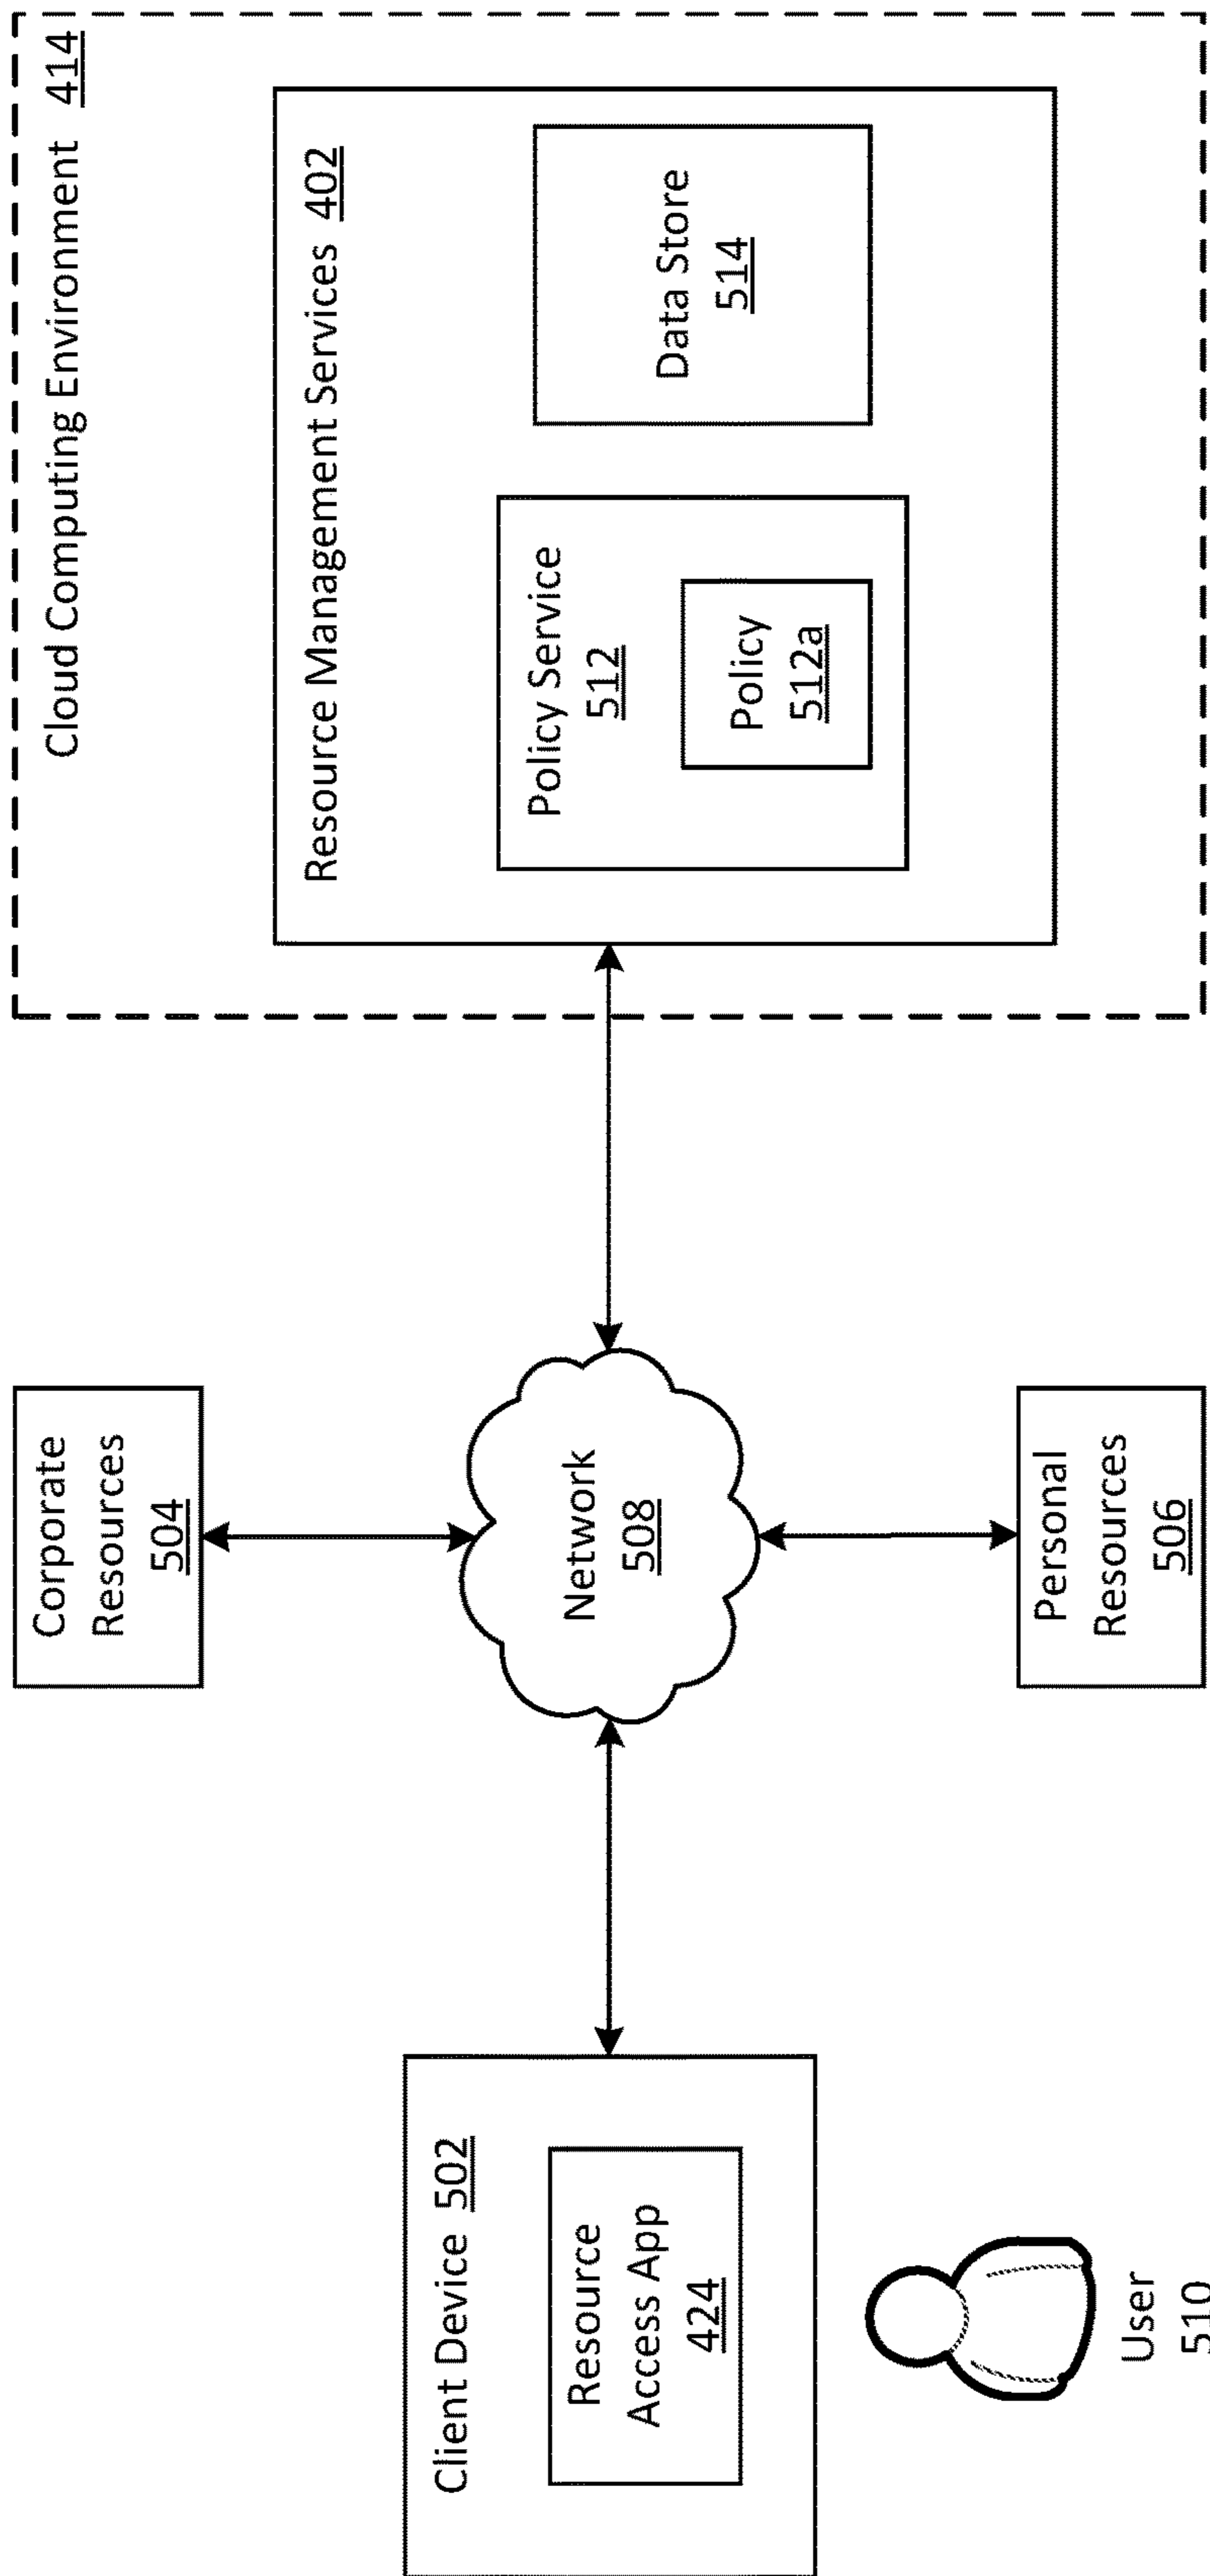 Cloud Computing Environment 414
Resource Management Services 402
Policy Service
512
Policy
512a
Data Store
514
Corporate
Resources
504
Network
508
Personal
Resources
506
Client Device 502
Resource
Access App
424
User
510